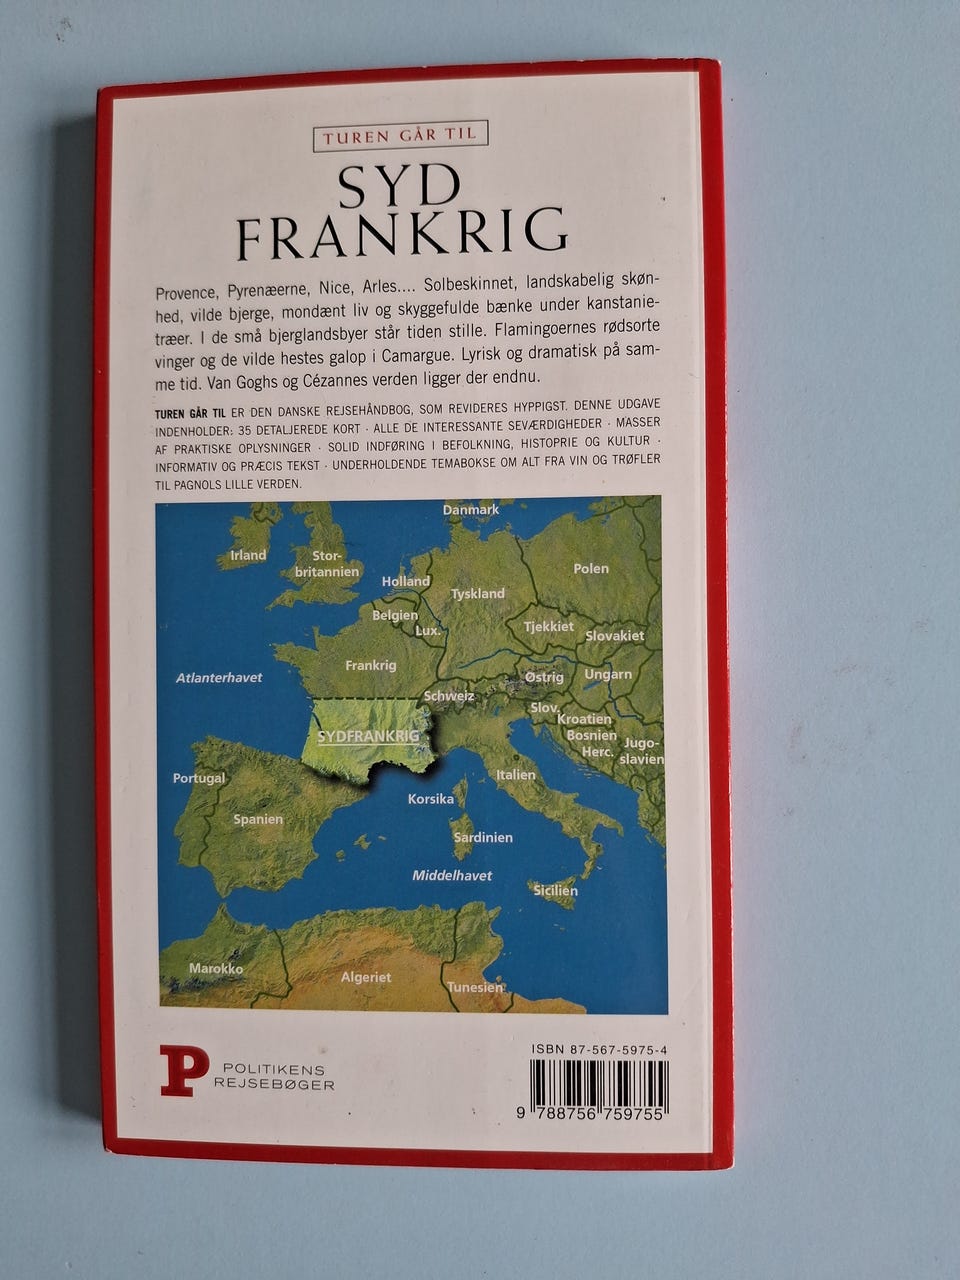 TUREN GÅR TIL
SYD
FRANKRIG
Provence, Pyrenæerne, Nice, Arles.... Solbeskinnet, landskabelig skøn-
hed, vilde bjerge, mondænt liv og skyggefulde bænke under kanstanie-
træer. I de små bjerglandsbyer står tiden stille. Flamingoernes rødsorte
vinger og de vilde hestes galop i Camargue. Lyrisk og dramatisk på sam-
me tid. Van Goghs og Cézannes verden ligger der endnu.
TUREN GÅR TIL ER DEN DANSKE REJSEHÅNDBOG, SOM REVIDERES HYPPIGST. DENNE UDGAVE
INDENHOLDER: 35 DETALJEREDE KORT · ALLE DE INTERESSANTE SEVÆRDIGHEDER · MASSER
AF PRAKTISKE OPLYSNINGER · SOLID INDFØRING I BEFOLKNING, HISTOPRIE OG KULTUR ·
INFORMATIV OG PRÆCIS TEKST · UNDERHOLDENDE TEMABOKSE OM ALT FRA VIN OG TRØFLER
TIL PAGNOLS LILLE VERDEN.
Danmark
Irland
Stor-
britannien
Holland
Polen
Tyskland
Belgien
Lux.
Tjekkiet
Slovakiet
Frankrig
Atlanterhavet
Østrig
Ungarn
Schweiz
Slov.
Kroatien
SYDFRANKRIG
Bosnien
Herc.
Jugo-
slavien
Portugal
Italien
Korsika
Spanien
Sardinien
Middelhavet
Sicilien
Marokko
Algeriet
Tunesien
P
POLITIKENS
REJSEBØGER
ISBN 87-567-5975-4
9 788756 759755